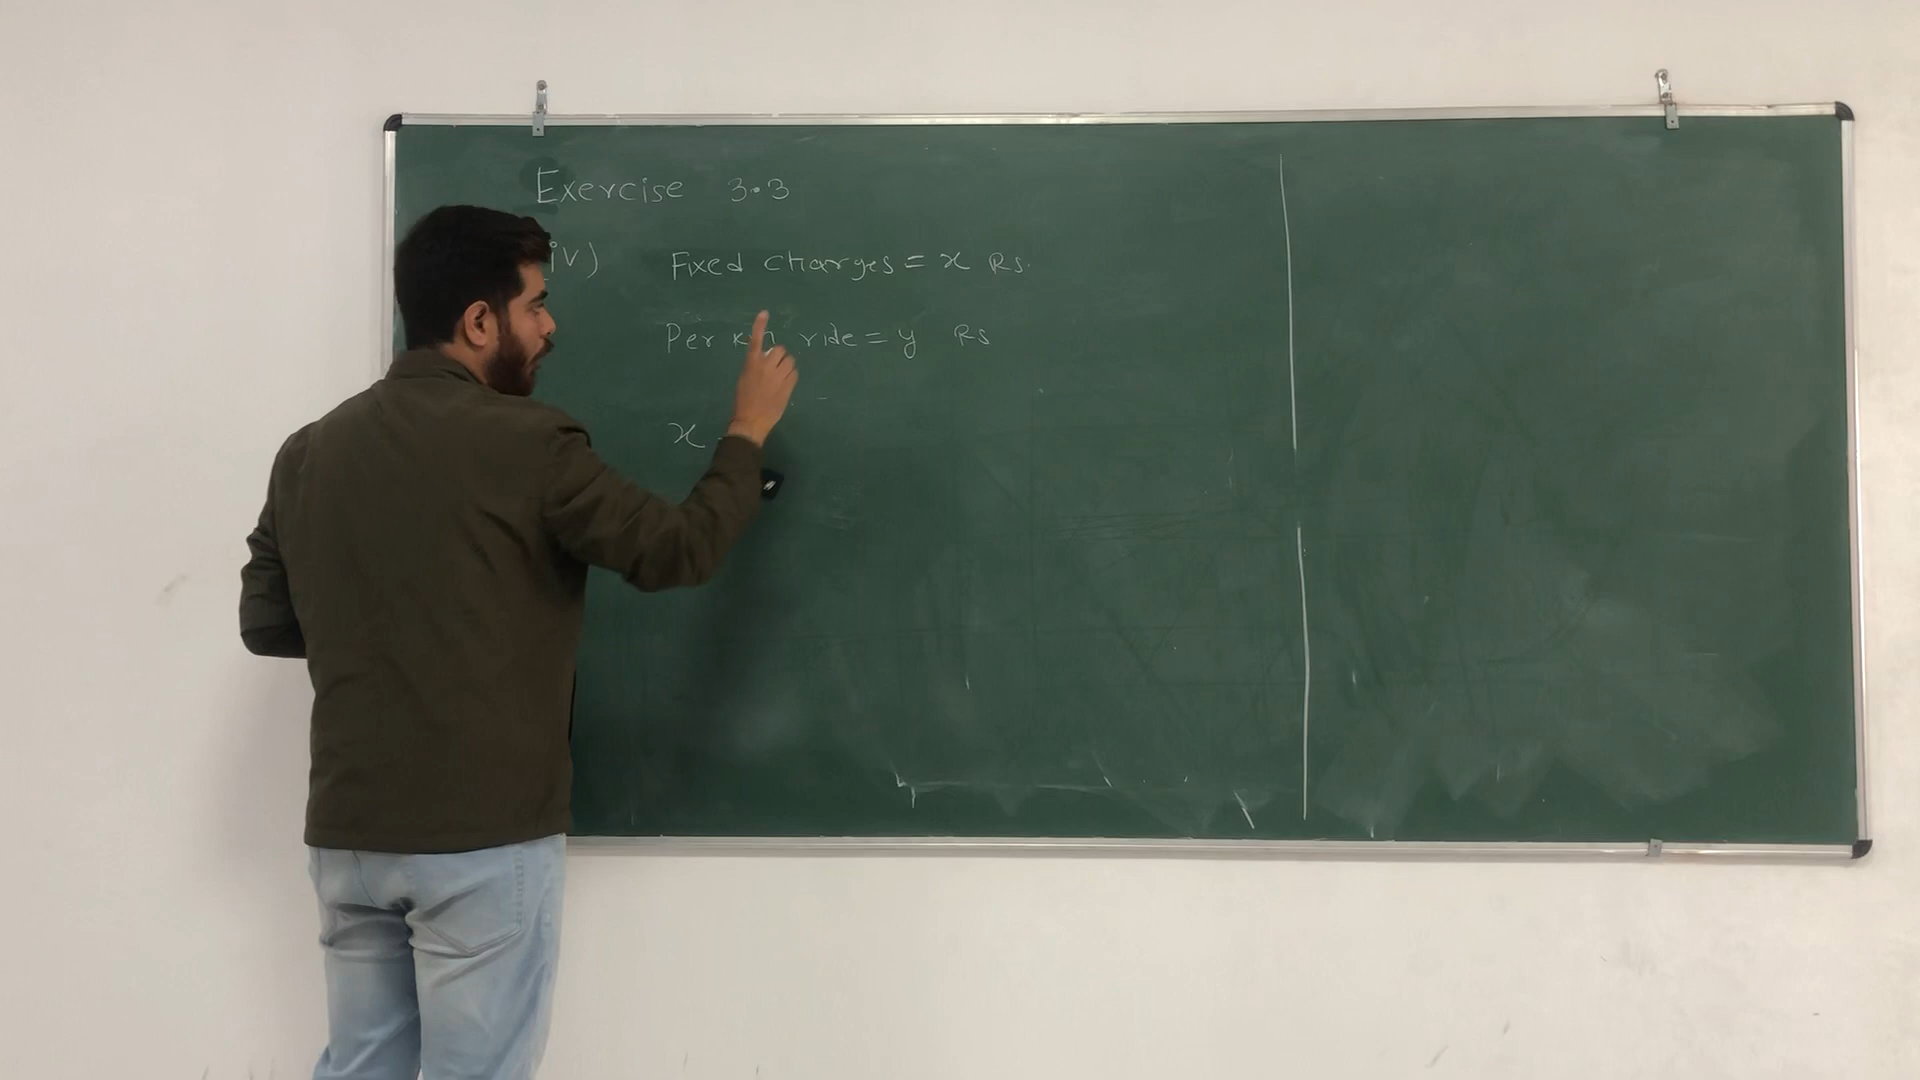 Exercise 3.3
iv) Fixed charges = x Rs.
Per km ride = y Rs
x